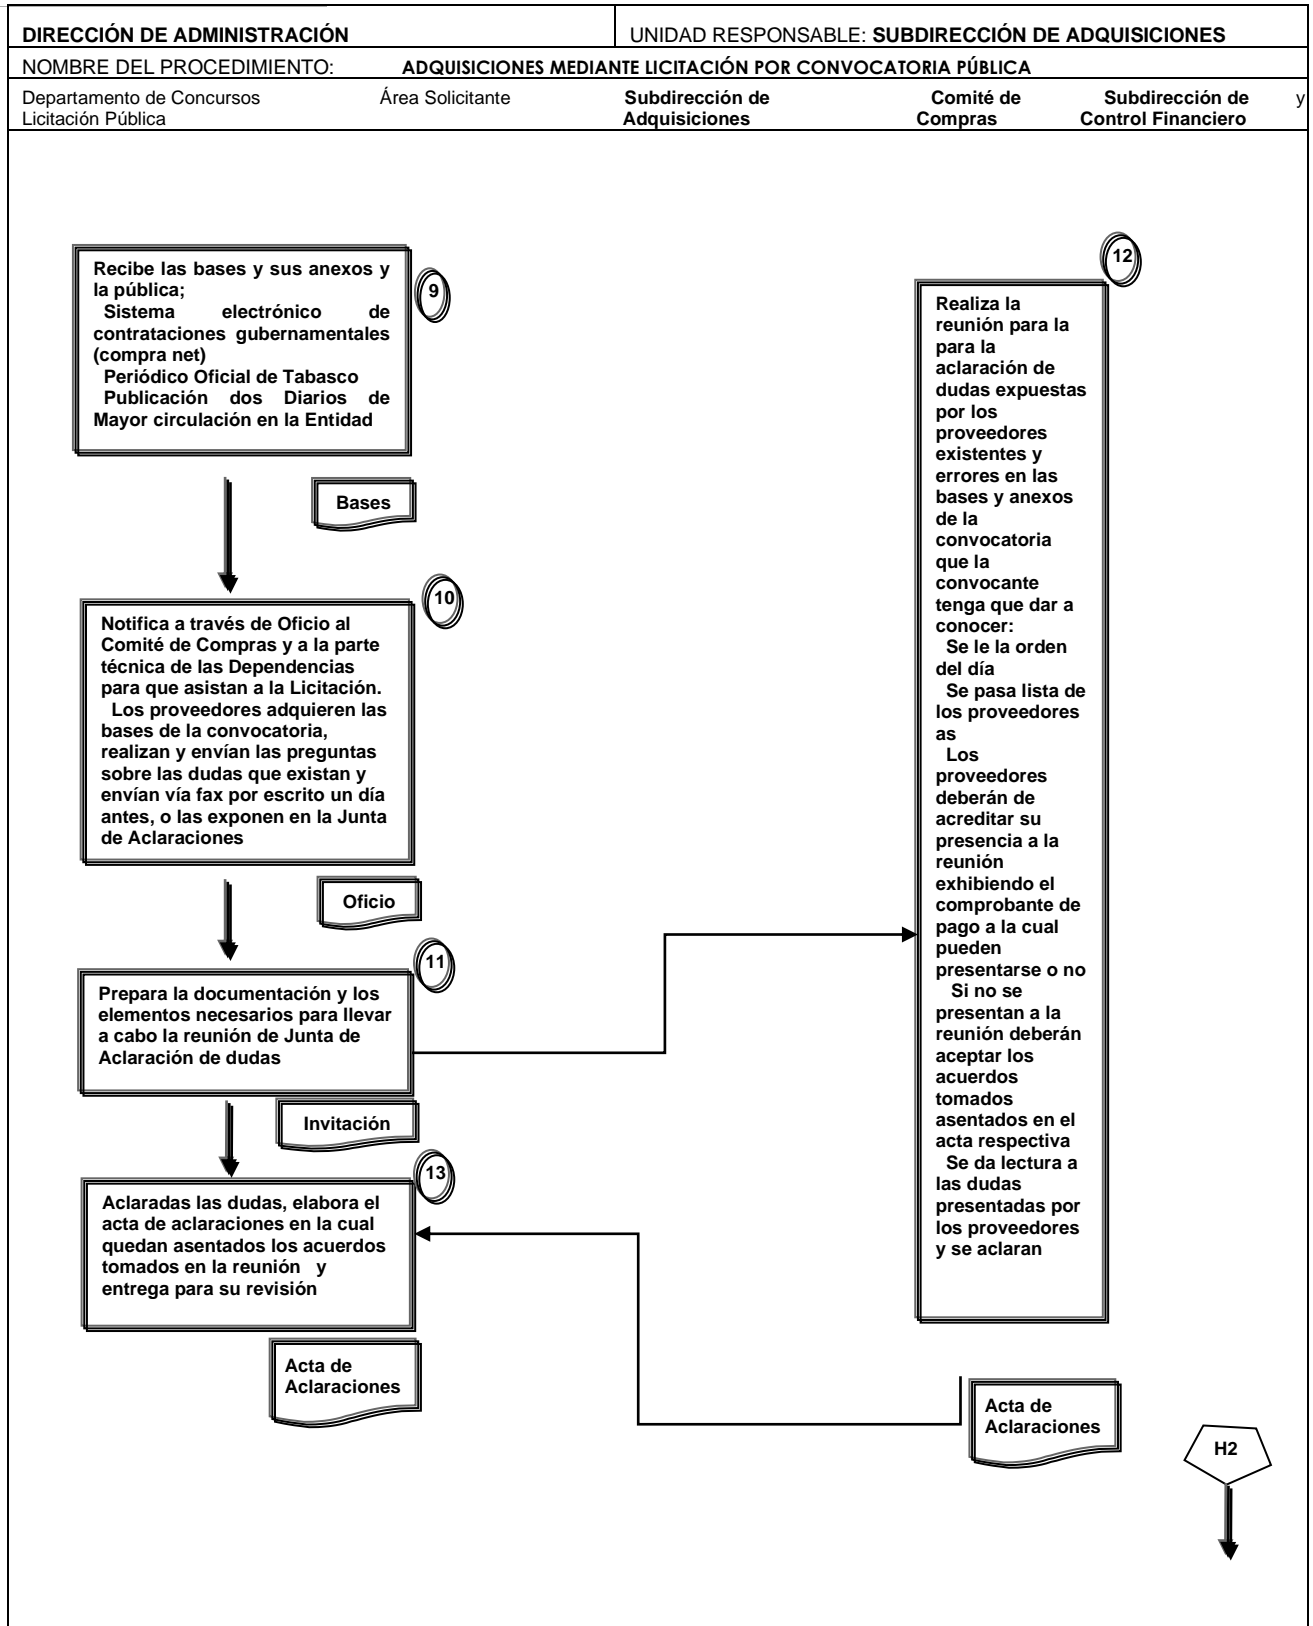 DIRECCIÓN DE ADMINISTRACIÓN
UNIDAD RESPONSABLE: SUBDIRECCIÓN DE ADQUISICIONES
NOMBRE DEL PROCEDIMIENTO: ADQUISICIONES MEDIANTE LICITACIÓN POR CONVOCATORIA PÚBLICA
Departamento de Concursos Área Solicitante Subdirección de Comité de Subdirección de y
Licitación Pública Adquisiciones Compras Control Financiero
Recibe las bases y sus anexos y
la pública;
Sistema electrónico de
contrataciones gubernamentales
(compra net)
Periódico Oficial de Tabasco
Publicación dos Diarios de
Mayor circulación en la Entidad
9
Bases
10
Notifica a través de Oficio al
Comité de Compras y a la parte
técnica de las Dependencias
para que asistan a la Licitación.
Los proveedores adquieren las
bases de la convocatoria,
realizan y envían las preguntas
sobre las dudas que existan y
envían vía fax por escrito un día
antes, o las exponen en la Junta
de Aclaraciones
Oficio
11
Prepara la documentación y los
elementos necesarios para llevar
a cabo la reunión de Junta de
Aclaración de dudas
Invitación
12
Realiza la
reunión para la
para la
aclaración de
dudas expuestas
por los
proveedores
existentes y
errores en las
bases y anexos
de la
convocatoria
que la
convocante
tenga que dar a
conocer:
Se le la orden
del día
Se pasa lista de
los proveedores
as
Los
proveedores
deberán de
acreditar su
presencia a la
reunión
exhibiendo el
comprobante de
pago a la cual
pueden
presentarse o no
Si no se
presentan a la
reunión deberán
aceptar los
acuerdos
tomados
asentados en el
acta respectiva
Se da lectura a
las dudas
presentadas por
los proveedores
y se aclaran
13
Aclaradas las dudas, elabora el
acta de aclaraciones en la cual
quedan asentados los acuerdos
tomados en la reunión y
entrega para su revisión
Acta de
Aclaraciones
Acta de
Aclaraciones
H2